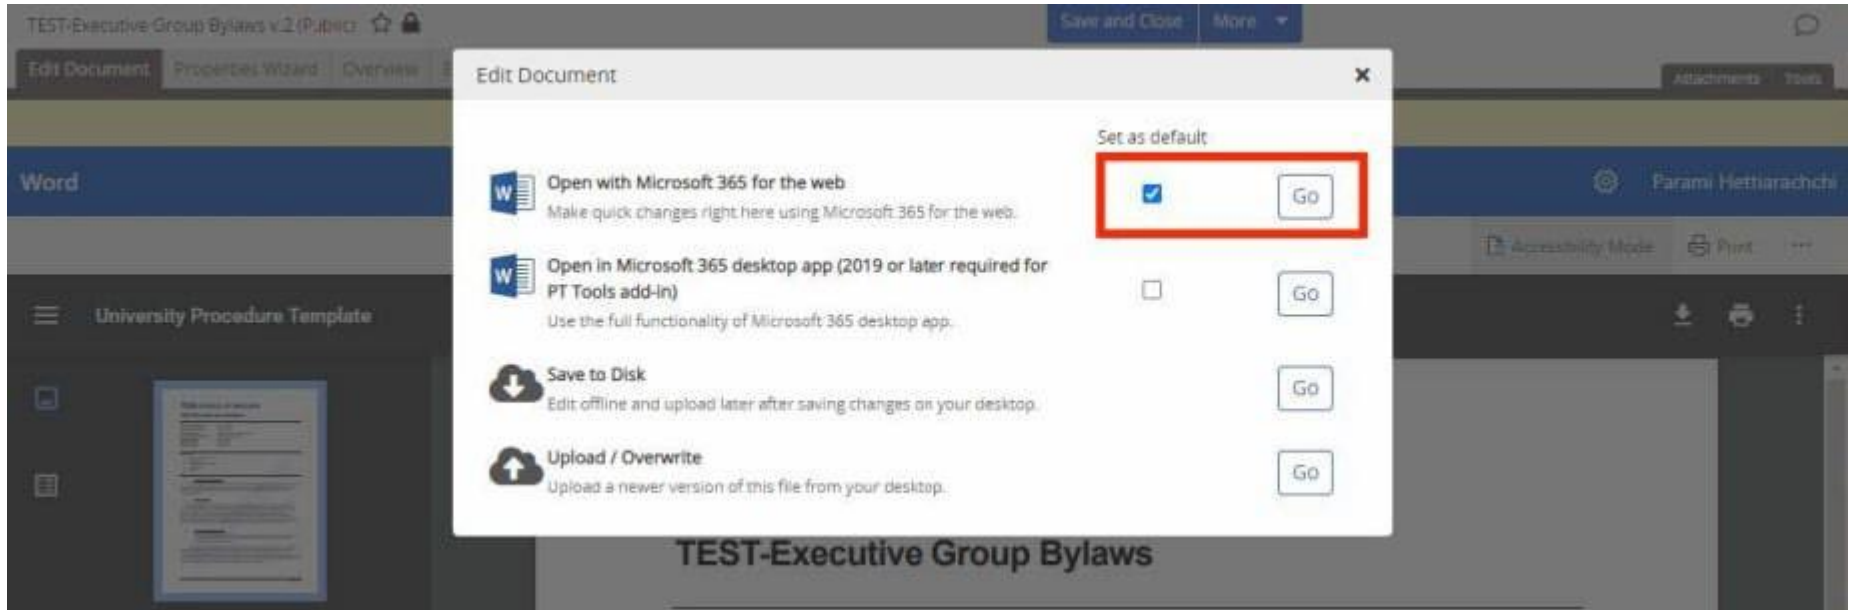 TEST-Executive Group Bylaws v.2 (Public)
Save and Close More
Edit Document Properties Wizard Overview
Attachments Tools
Edit Document
Set as default
Word
Parami Hettiarachchi
Open with Microsoft 365 for the web
Make quick changes right here using Microsoft 365 for the web.
Go
Accessibility Mode Print
Open in Microsoft 365 desktop app (2019 or later required for
PT Tools add-in)
Use the full functionality of Microsoft 365 desktop app.
Go
University Procedure Template
Save to Disk
Edit offline and upload later after saving changes on your desktop.
Go
Upload / Overwrite
Upload a newer version of this file from your desktop.
Go
TEST-Executive Group Bylaws